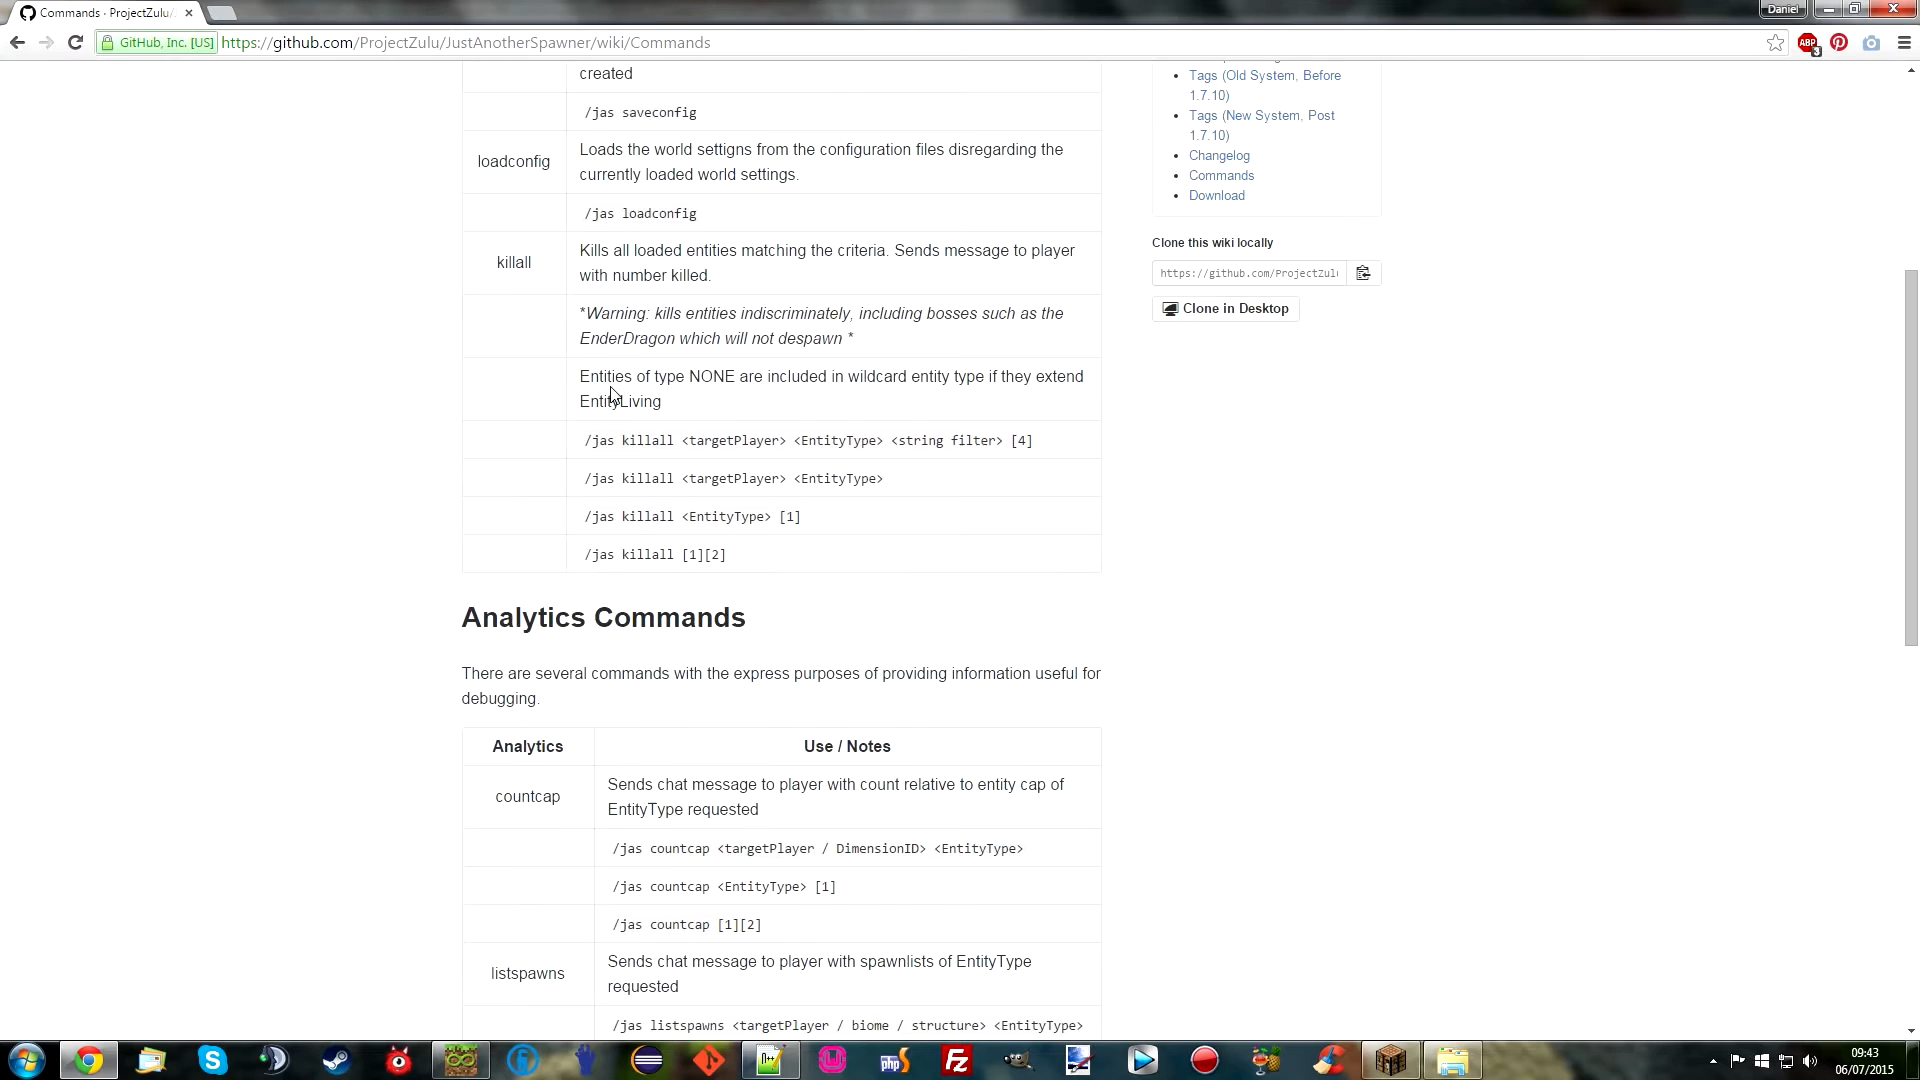 Commands · ProjectZulu/
Daniel
GitHub, Inc. [US]
https://github.com/ProjectZulu/JustAnotherSpawner/wiki/Commands
ABP
3
created
/jas saveconfig
loadconfig
Loads the world settigns from the configuration files disregarding the
currently loaded world settings.
/jas loadconfig
killall
Kills all loaded entities matching the criteria. Sends message to player
with number killed.
*Warning: kills entities indiscriminately, including bosses such as the
EnderDragon which will not despawn *
Entities of type NONE are included in wildcard entity type if they extend
EntityLiving
/jas killall <targetPlayer> <EntityType> <string filter> [4]
/jas killall <targetPlayer> <EntityType>
/jas killall <EntityType> [1]
/jas killall [1][2]
Analytics Commands
There are several commands with the express purposes of providing information useful for
debugging.
Analytics
Use / Notes
countcap
Sends chat message to player with count relative to entity cap of
EntityType requested
/jas countcap <targetPlayer / DimensionID> <EntityType>
/jas countcap <EntityType> [1]
/jas countcap [1][2]
listspawns
Sends chat message to player with spawnlists of EntityType
requested
/jas listspawns <targetPlayer / biome / structure> <EntityType>
Tags (Old System, Before
1.7.10)
Tags (New System, Post
1.7.10)
Changelog
Commands
Download
Clone this wiki locally
https://github.com/ProjectZul
Clone in Desktop
php
FZ
09:43
06/07/2015